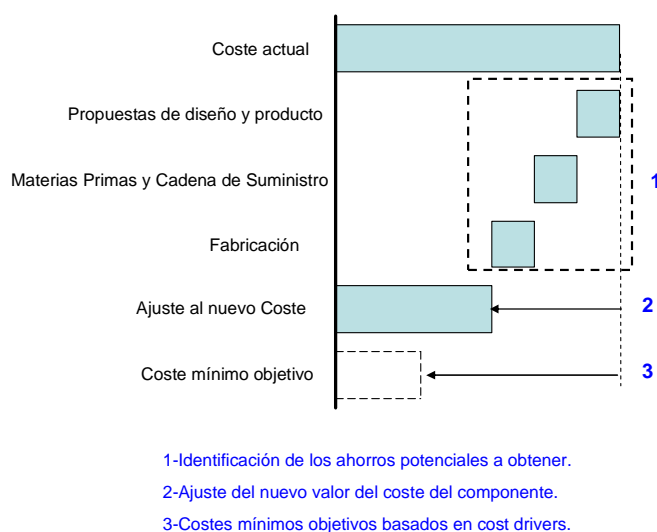 Coste actual
Propuestas de diseño y producto
Materias Primas y Cadena de Suministro
1
Fabricación
Ajuste al nuevo Coste
2
Coste mínimo objetivo
3
1-Identificación de los ahorros potenciales a obtener.
2-Ajuste del nuevo valor del coste del componente.
3-Costes mínimos objetivos basados en cost drivers.